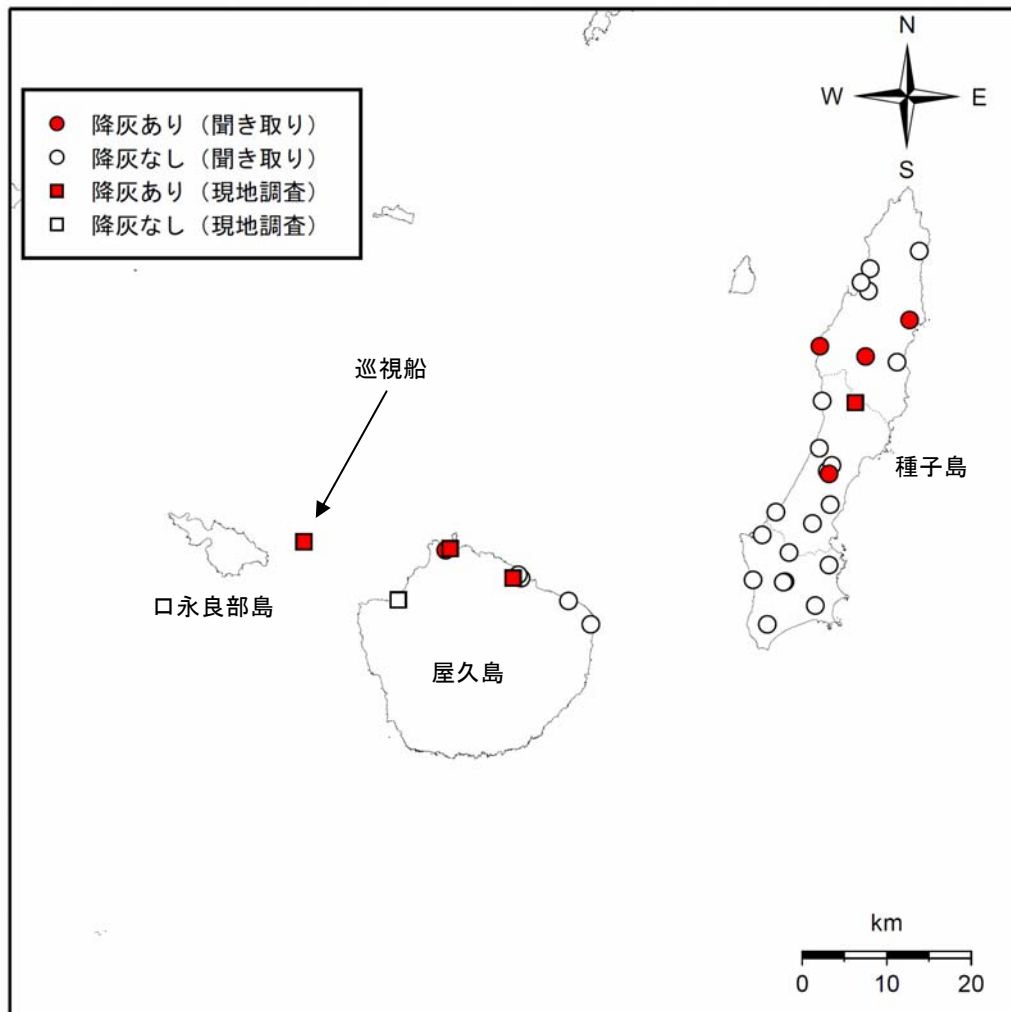 N
W
E
S
降灰あり（聞き取り）
降灰なし（聞き取り）
降灰あり（現地調査）
降灰なし（現地調査）
巡視船
種子島
口永良部島
屋久島
km
0 10 20